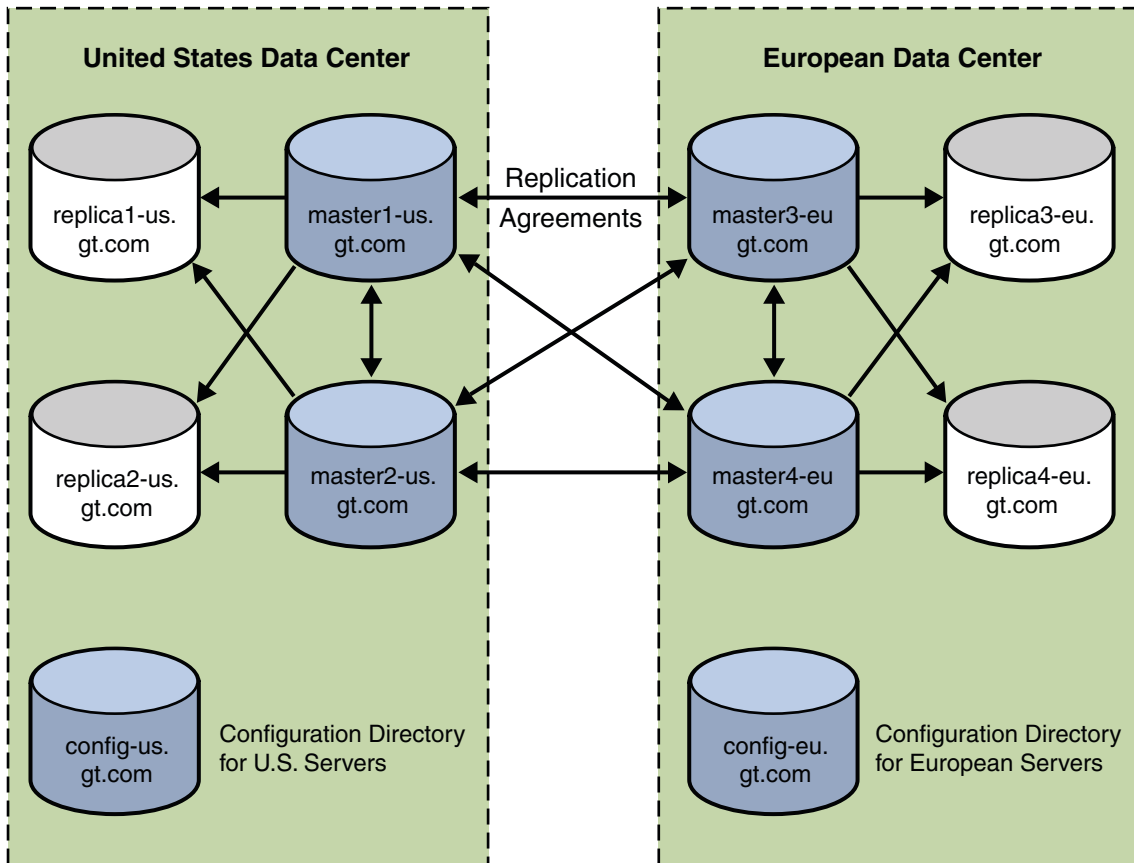 United States Data Center
European Data Center
replica1-us.
gt.com
master1-us.
gt.com
Replication
Agreements
master3-eu
gt.com
replica3-eu.
gt.com
replica2-us.
gt.com
master2-us.
gt.com
master4-eu
gt.com
replica4-eu.
gt.com
config-us.
gt.com
Configuration Directory
for U.S. Servers
config-eu.
gt.com
Configuration Directory
for European Servers